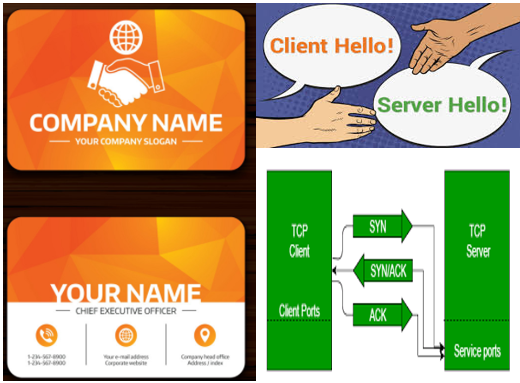 COMPANY NAME
YOUR COMPANY SLOGAN
YOUR NAME
CHIEF EXECUTIVE OFFICER
1-234-567-8900
1-234-567-8900
Your e-mail address
Corporate website
Company head office
Address / index
Client Hello!
Server Hello!
TCP
Client
Client Ports
SYN
SYN/ACK
ACK
TCP
Server
Service ports